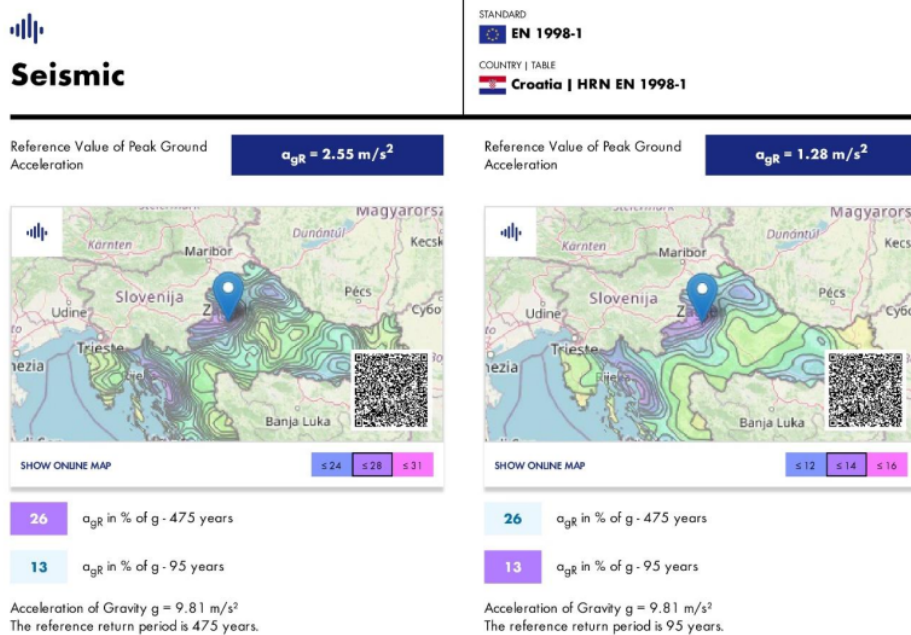 Seismic
STANDARD
EN 1998-1
COUNTRY | TABLE
Croatia | HRN EN 1998-1
Reference Value of Peak Ground
Acceleration
agR = 2.55 m/s²
Magyarorsz
Kärnten
Maribor
Dunántúl
Kecsk
Slovenija
Pécs
Udine
Trieste
Banja Luka
SHOW ONLINE MAP
≤ 24
≤ 28
≤ 31
26
agR in % of g - 475 years
13
agR in % of g - 95 years
Acceleration of Gravity g = 9.81 m/s²
The reference return period is 475 years.
Reference Value of Peak Ground
Acceleration
agR = 1.28 m/s²
Magyarors
Kärnten
Maribor
Dunántúl
Kecs
Slovenija
Pécs
Udine
Trieste
Banja Luka
SHOW ONLINE MAP
≤ 12
≤ 14
≤ 16
26
agR in % of g - 475 years
13
agR in % of g - 95 years
Acceleration of Gravity g = 9.81 m/s²
The reference return period is 95 years.